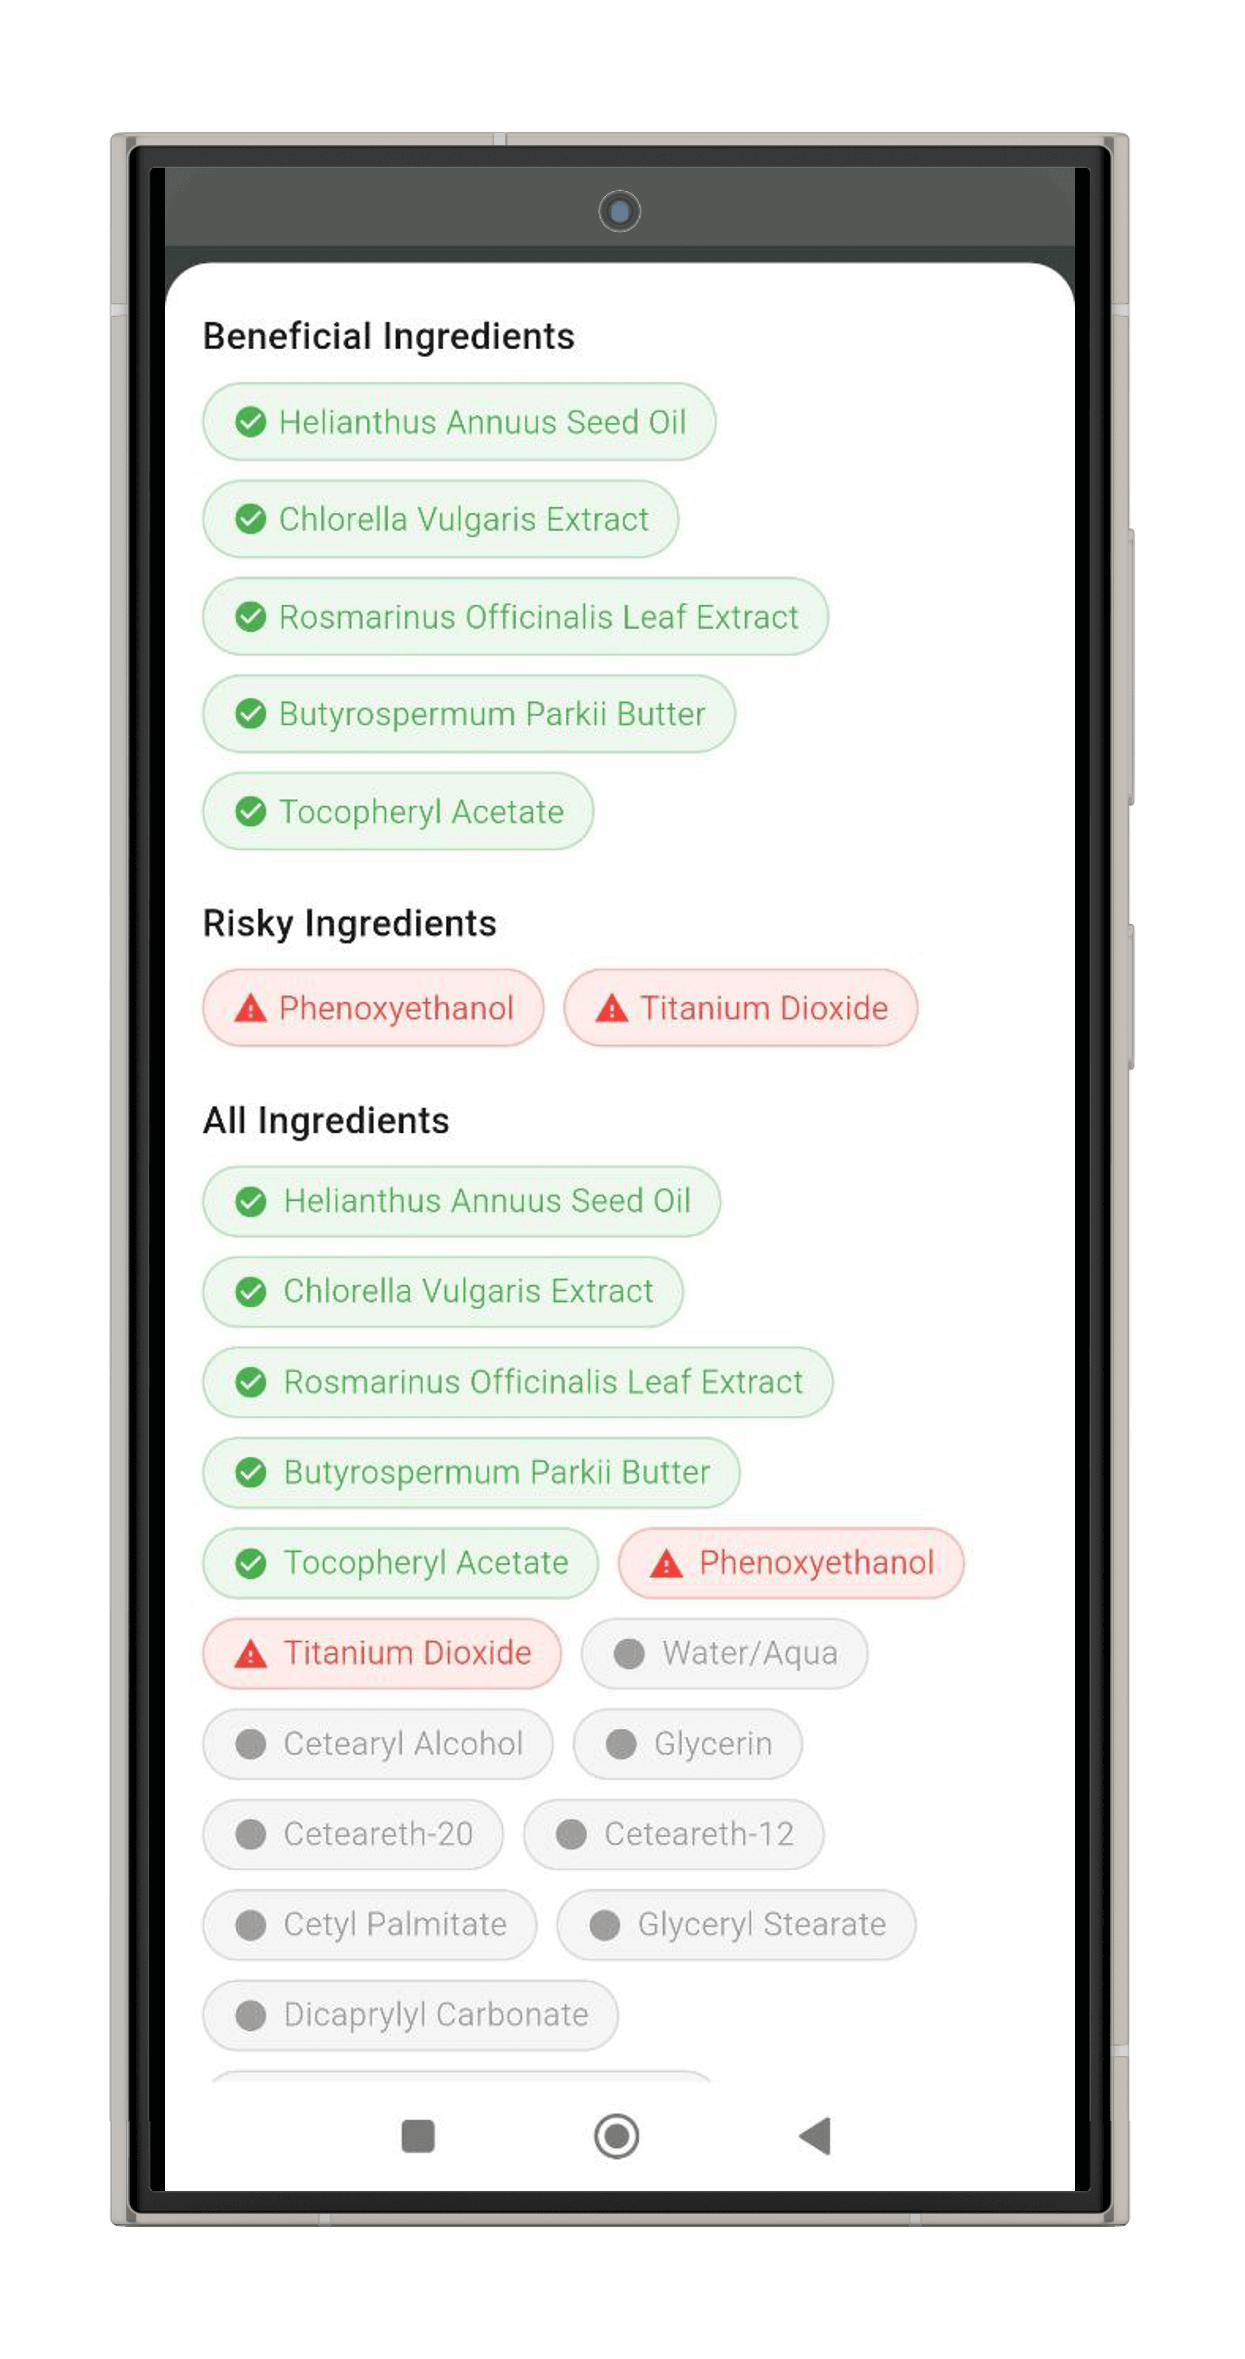 Beneficial Ingredients
Helianthus Annuus Seed Oil
Chlorella Vulgaris Extract
Rosmarinus Officinalis Leaf Extract
Butyrospermum Parkii Butter
Tocopheryl Acetate
Risky Ingredients
Phenoxyethanol Titanium Dioxide
All Ingredients
Helianthus Annuus Seed Oil
Chlorella Vulgaris Extract
Rosmarinus Officinalis Leaf Extract
Butyrospermum Parkii Butter
Tocopheryl Acetate Phenoxyethanol
Titanium Dioxide Water/Aqua
Cetearyl Alcohol Glycerin
Ceteareth-20 Ceteareth-12
Cetyl Palmitate Glyceryl Stearate
Dicaprylyl Carbonate